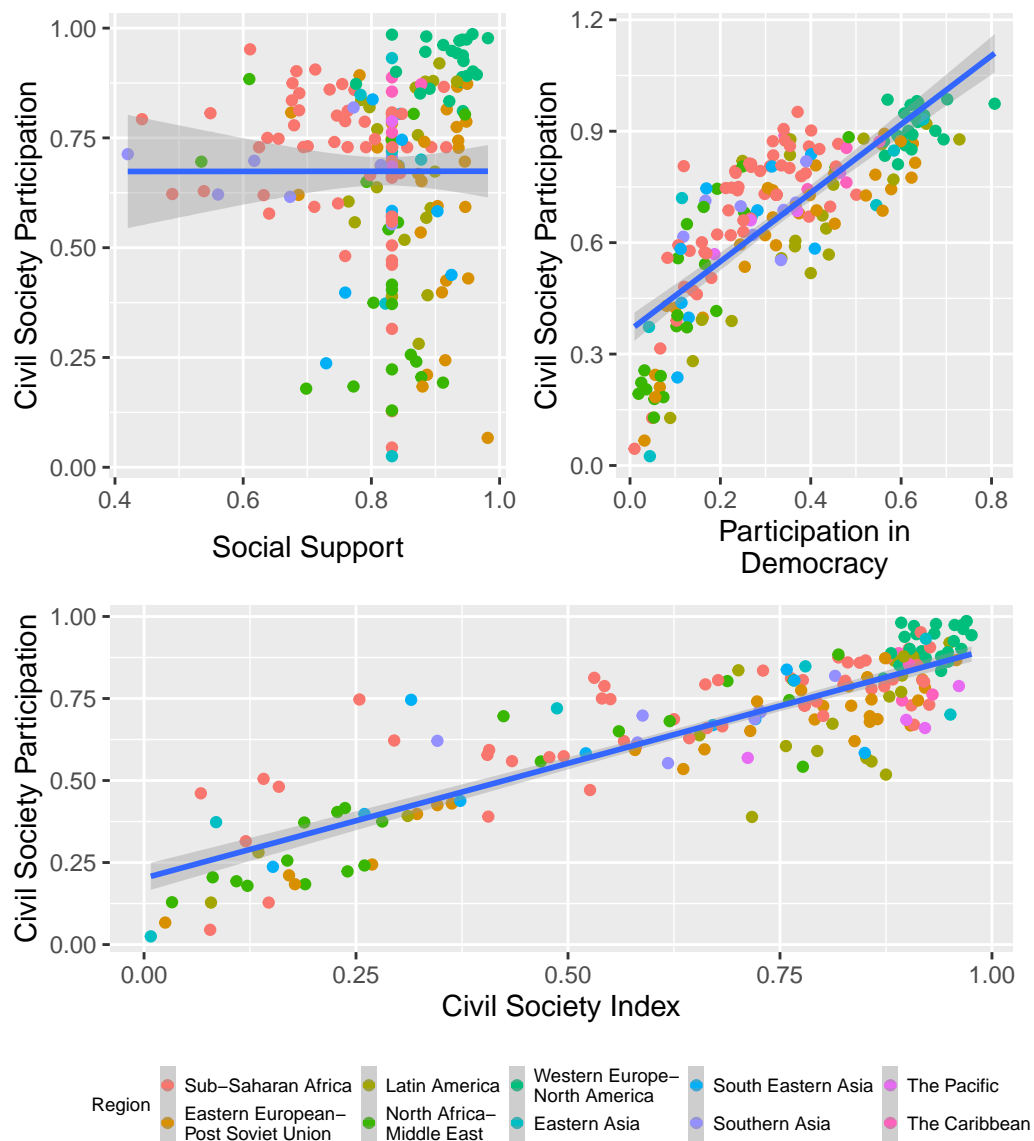 Civil Society Participation
1.00
0.75
0.50
0.25
0.00
0.4
0.6
0.8
1.0
Social Support
Civil Society Participation
1.2
0.9
0.6
0.3
0.0
0.0
0.2
0.4
0.6
0.8
Participation in
Democracy
Civil Society Participation
1.00
0.75
0.50
0.25
0.00
0.00
0.25
0.50
0.75
1.00
Civil Society Index
Region
Sub−Saharan Africa
Eastern European−
Post Soviet Union
Latin America
North Africa−
Middle East
Western Europe−
North America
Eastern Asia
South Eastern Asia
Southern Asia
The Pacific
The Caribbean